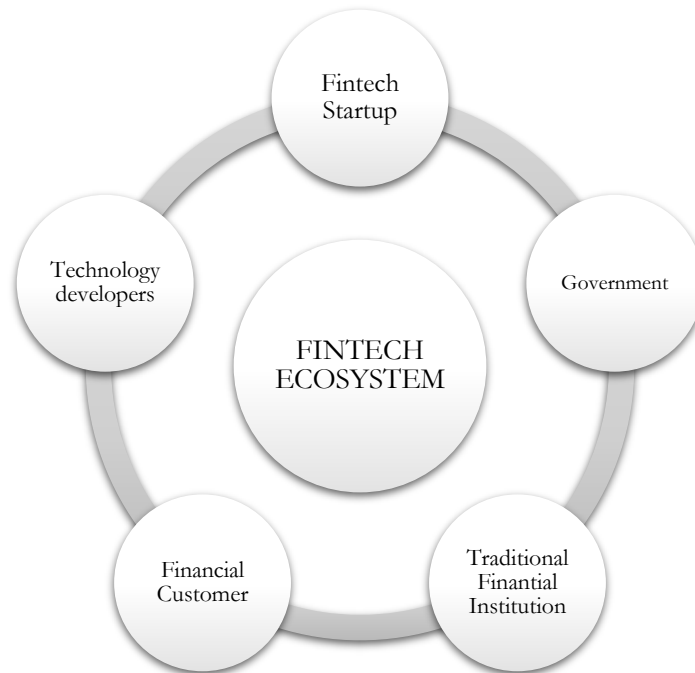 Fintech
Startup
Technology
developers
Government
FINTECH
ECOSYSTEM
Financial
Customer
Traditional
Finantial
Institution